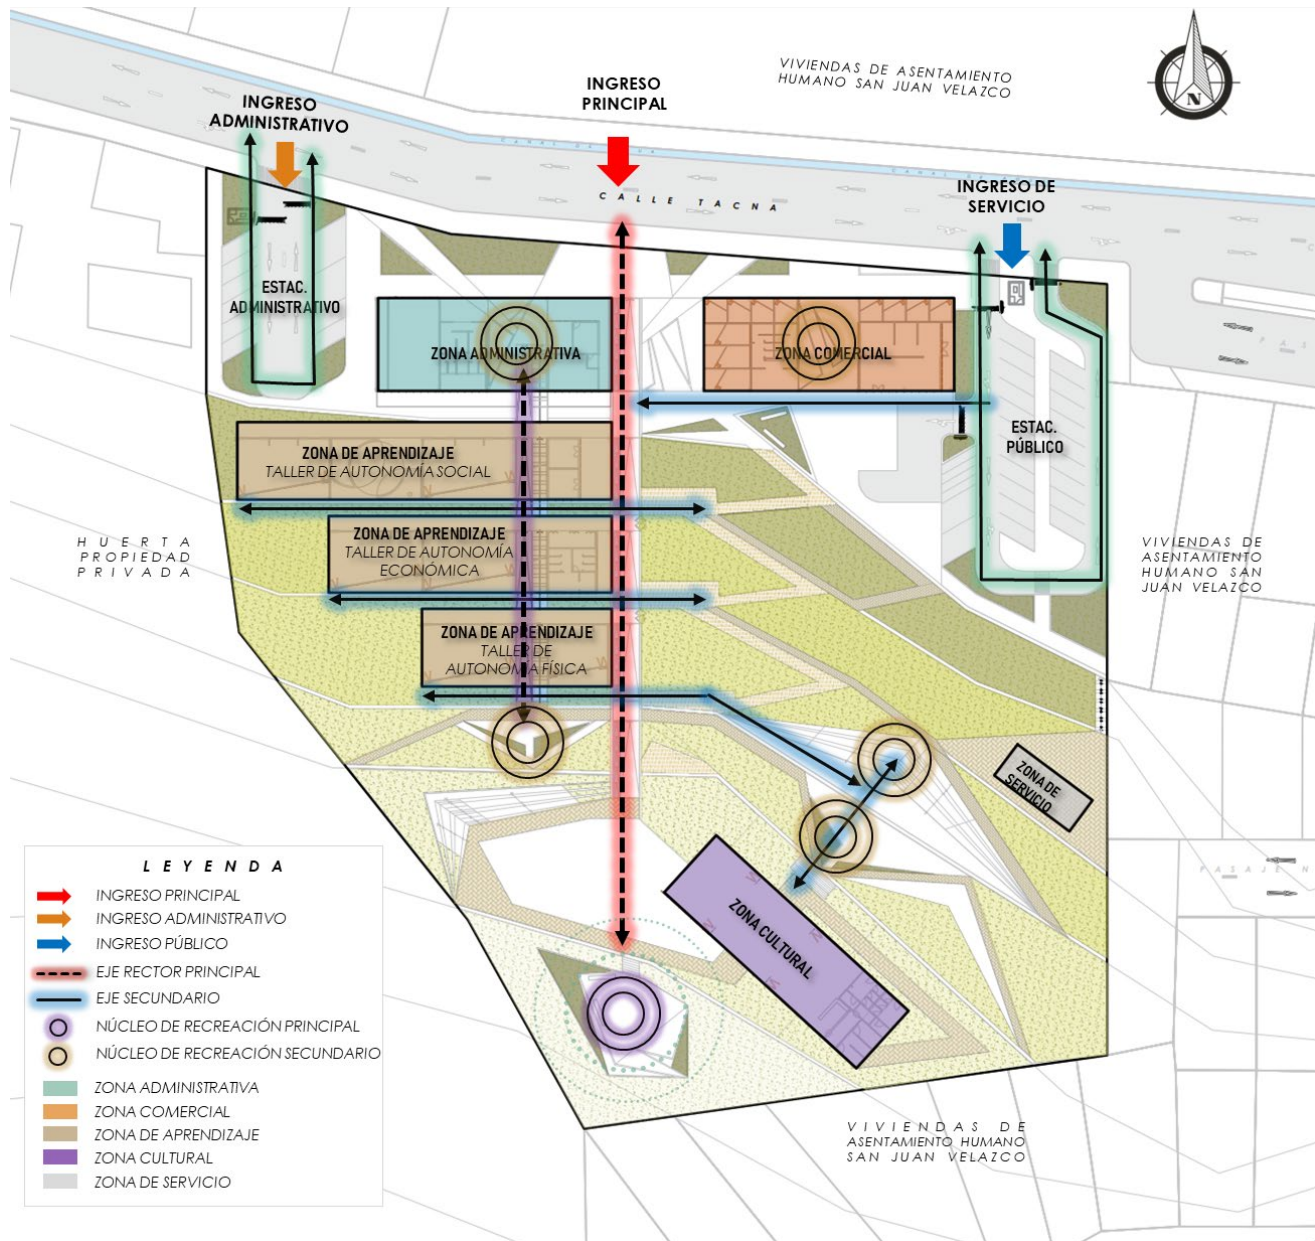 VIVIENDAS DE ASENTAMIENTO
HUMANO SAN JUAN VELAZCO
INGRESO
PRINCIPAL
INGRESO
ADMINISTRATIVO
N
INGRESO DE
SERVICIO
CALLE TACNA
ESTAC.
ADMINISTRATIVO
ZONA ADMINISTRATIVA
ZONA COMERCIAL
ESTAC.
PÚBLICO
ZONA DE APRENDIZAJE
TALLER DE AUTONOMÍA SOCIAL
ZONA DE APRENDIZAJE
TALLER DE AUTONOMÍA
ECONÓMICA
HUERTA
PROPIEDAD
PRIVADA
VIVIENDAS DE
ASENTAMIENTO
HUMANO SAN
JUAN VELAZCO
ZONA DE APRENDIZAJE
TALLER DE
AUTONOMÍA FÍSICA
ZONA DE
SERVICIO
ZONA CULTURAL
PASAJE N
LEYENDA
INGRESO PRINCIPAL
INGRESO ADMINISTRATIVO
INGRESO PÚBLICO
EJE RECTOR PRINCIPAL
EJE SECUNDARIO
NÚCLEO DE RECREACIÓN PRINCIPAL
NÚCLEO DE RECREACIÓN SECUNDARIO
ZONA ADMINISTRATIVA
ZONA COMERCIAL
ZONA DE APRENDIZAJE
ZONA CULTURAL
ZONA DE SERVICIO
VIVIENDAS DE
ASENTAMIENTO HUMANO
SAN JUAN VELAZCO